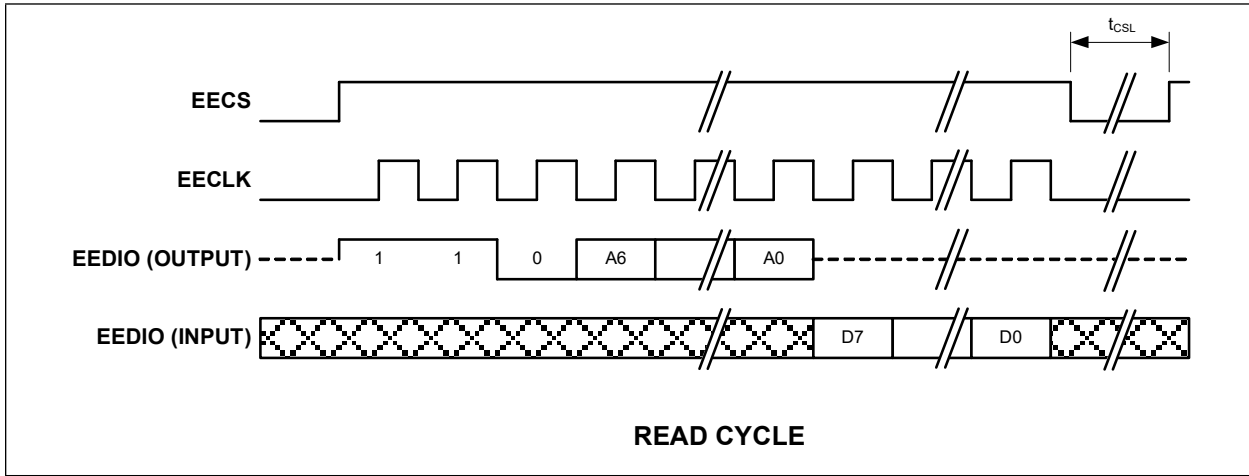 tCSL
EECS
EECLK
EEDIO (OUTPUT) 1 1 0 A6 A0
EEDIO (INPUT) D7 D0
READ CYCLE